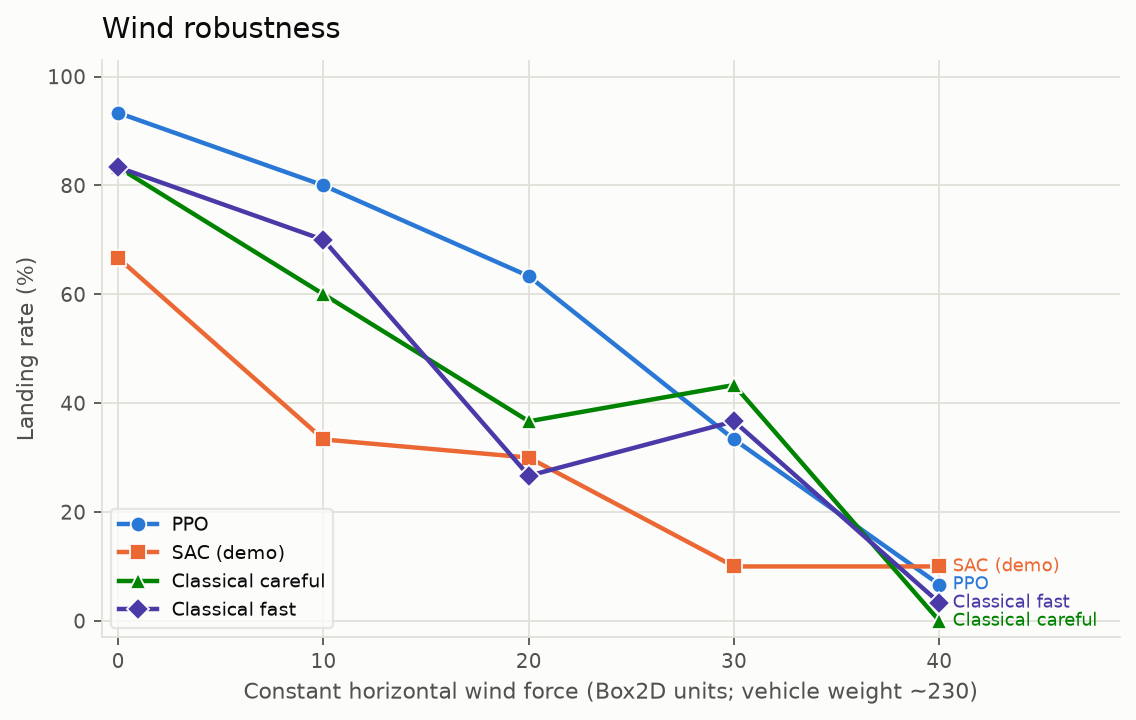 Wind robustness
Landing rate (%)
100
80
60
40
20
0
PPO
SAC (demo)
Classical careful
Classical fast
SAC (demo)
PPO
Classical fast
Classical careful
0 10 20 30 40
Constant horizontal wind force (Box2D units; vehicle weight ~230)